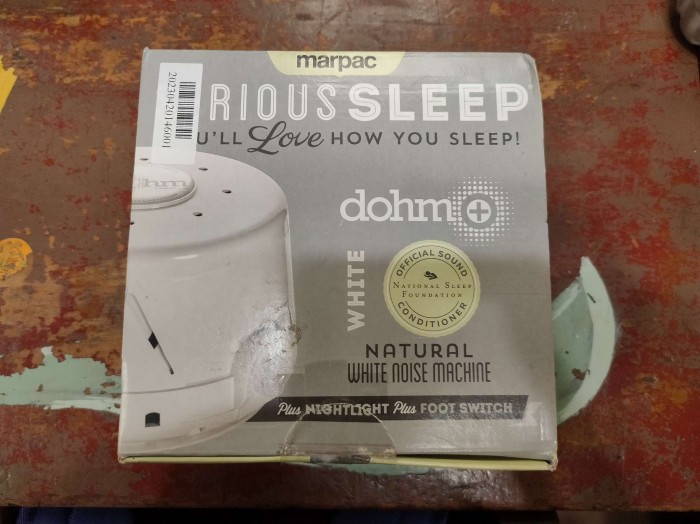 marpac
RIOUS SLEEP
U'LL Love HOW YOU SLEEP!
20230420146001
Ohm
dohm+
WHITE
OFFICIAL SOUND
NATIONAL SLEEP
FOUNDATION
CONDITIONER
NATURAL
WHITE NOISE MACHINE
Plus NIGHTLIGHT Plus FOOT SWITCH